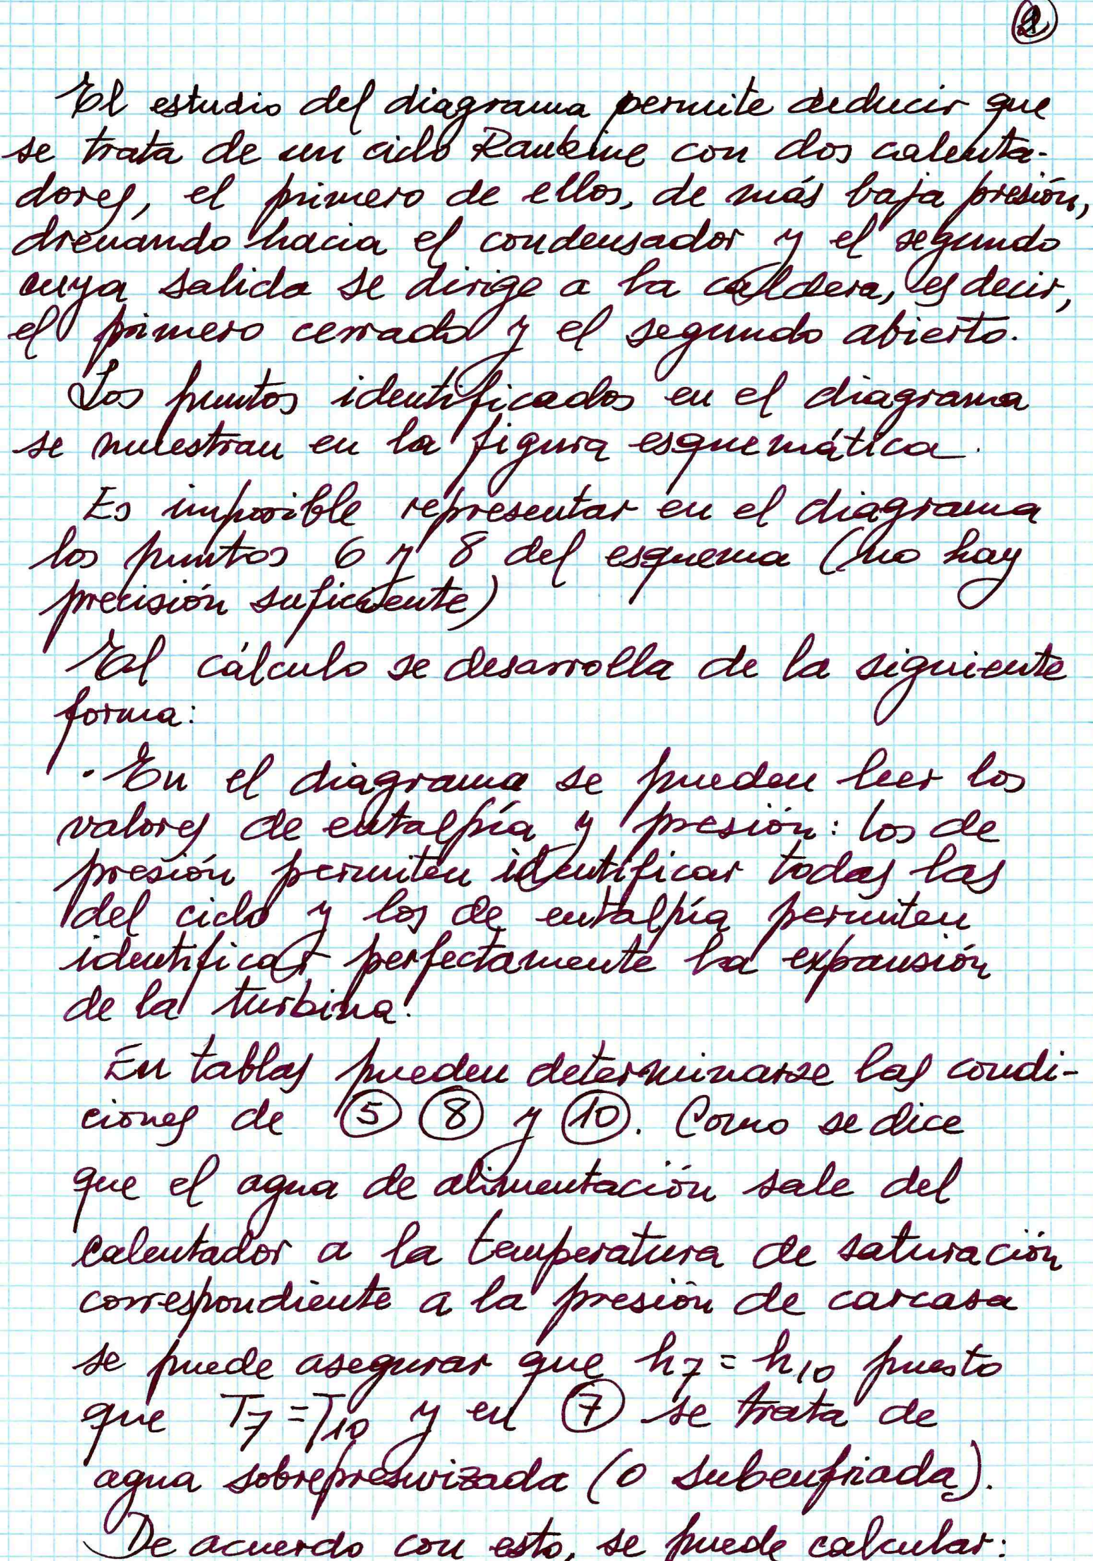 2
El estudio del diagrama permite deducir que
se trata de un ciclo Rankine con dos calenta-
dores, el primero de ellos, de más baja presión,
drenando hacia el condensador y el segundo
cuya salida se dirige a la caldera, es decir,
el primero cerrado y el segundo abierto.
Los puntos identificados en el diagrama
se muestran en la figura esquemática.
Es imposible representar en el diagrama
los puntos 6 y 8 del esquema (no hay
precisión suficiente)
El cálculo se desarrolla de la siguiente
forma:
· En el diagrama se pueden leer los
valores de entalpía y presión: los de
presión permiten identificar todas las
del ciclo y los de entalpía permiten
identificar perfectamente la expansión
de la turbina.
En tablas pueden determinarse las condi-
ciones de ⑤ ⑧ y ⑩. Como se dice
que el agua de alimentación sale del
calentador a la temperatura de saturación
correspondiente a la presión de carcasa
se puede asegurar que h₇ = h₁₀ puesto
que T₇ = T₁₀ y en ⑦ se trata de
agua sobrepresurizada (o subenfriada).
De acuerdo con esto, se puede calcular: